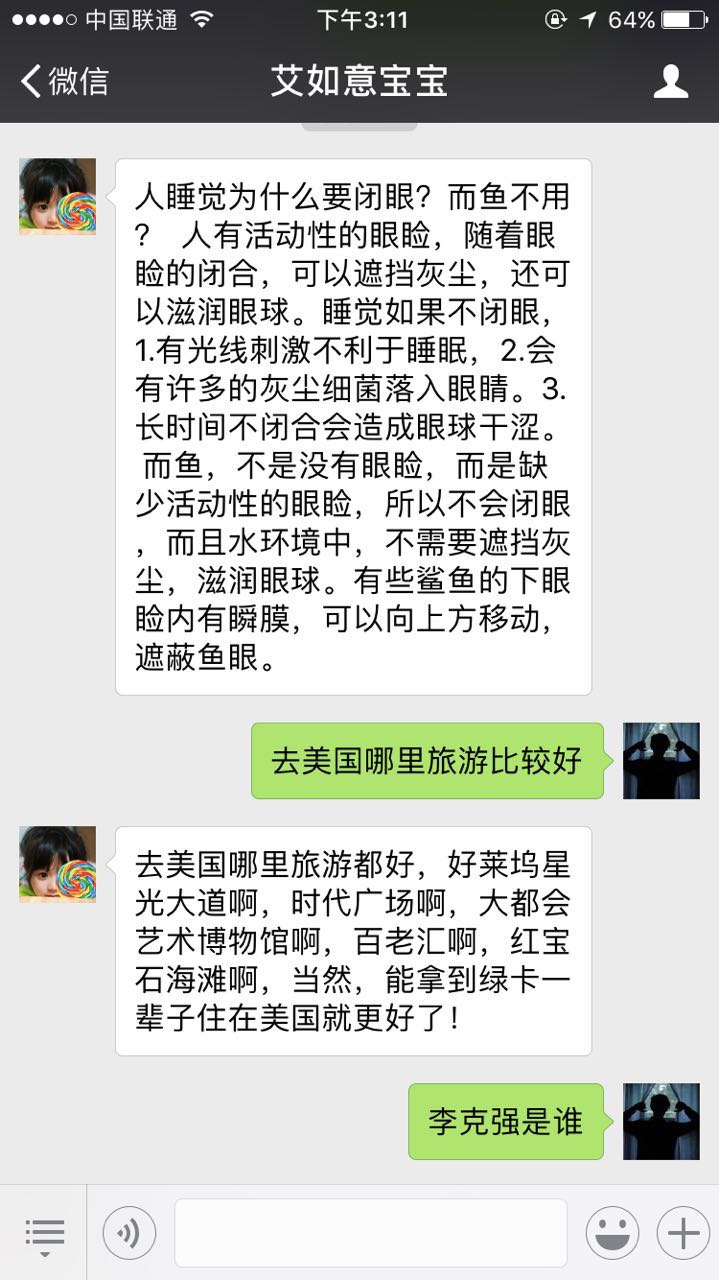 中国联通 下午3:11 64%
微信 艾如意宝宝
人睡觉为什么要闭眼？而鱼不用
？ 人有活动性的眼睑，随着眼
睑的闭合，可以遮挡灰尘，还可
以滋润眼球。睡觉如果不闭眼，
1.有光线刺激不利于睡眠，2.会
有许多的灰尘细菌落入眼睛。3.
长时间不闭合会造成眼球干涩。
而鱼，不是没有眼睑，而是缺
少活动性的眼睑，所以不会闭眼
，而且水环境中，不需要遮挡灰
尘，滋润眼球。有些鲨鱼的下眼
睑内有瞬膜，可以向上方移动，
遮蔽鱼眼。
去美国哪里旅游比较好
去美国哪里旅游都好，好莱坞星
光大道啊，时代广场啊，大都会
艺术博物馆啊，百老汇啊，红宝
石海滩啊，当然，能拿到绿卡一
辈子住在美国就更好了！
李克强是谁